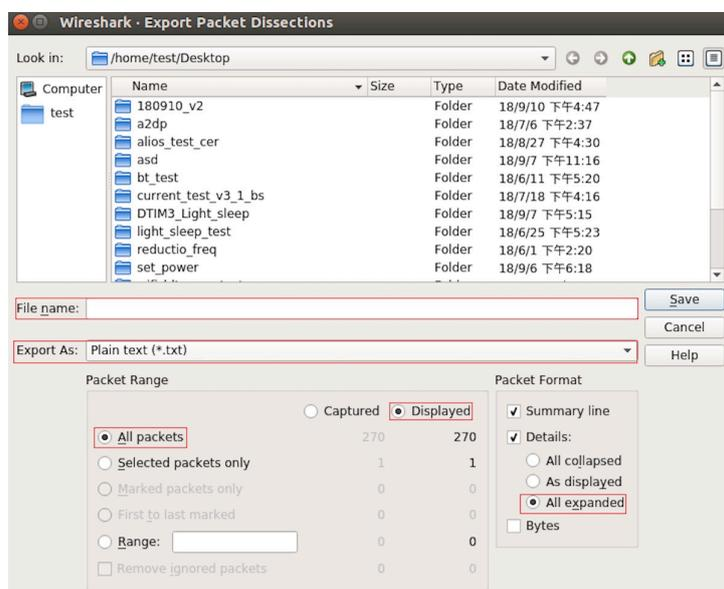 Wireshark · Export Packet Dissections
Look in: /home/test/Desktop
Computer
test
Name Size Type Date Modified
180910_v2 Folder 18/9/10 下午4:47
a2dp Folder 18/7/6 下午2:37
alios_test_cer Folder 18/8/27 下午4:30
asd Folder 18/9/7 下午11:16
bt_test Folder 18/6/11 下午5:20
current_test_v3_1_bs Folder 18/7/18 下午4:16
DTIM3_Light_sleep Folder 18/9/7 下午5:15
light_sleep_test Folder 18/6/25 下午5:23
reductio_freq Folder 18/6/1 下午2:20
set_power Folder 18/9/6 下午6:18
File name: Save
Cancel
Export As: Plain text (*.txt) Help
Packet Range Packet Format
Captured Displayed Summary line
All packets 270 270 Details:
Selected packets only 1 1 All collapsed
Marked packets only 0 0 As displayed
First to last marked 0 0 All expanded
Range: 0 0 Bytes
Remove ignored packets 0 0